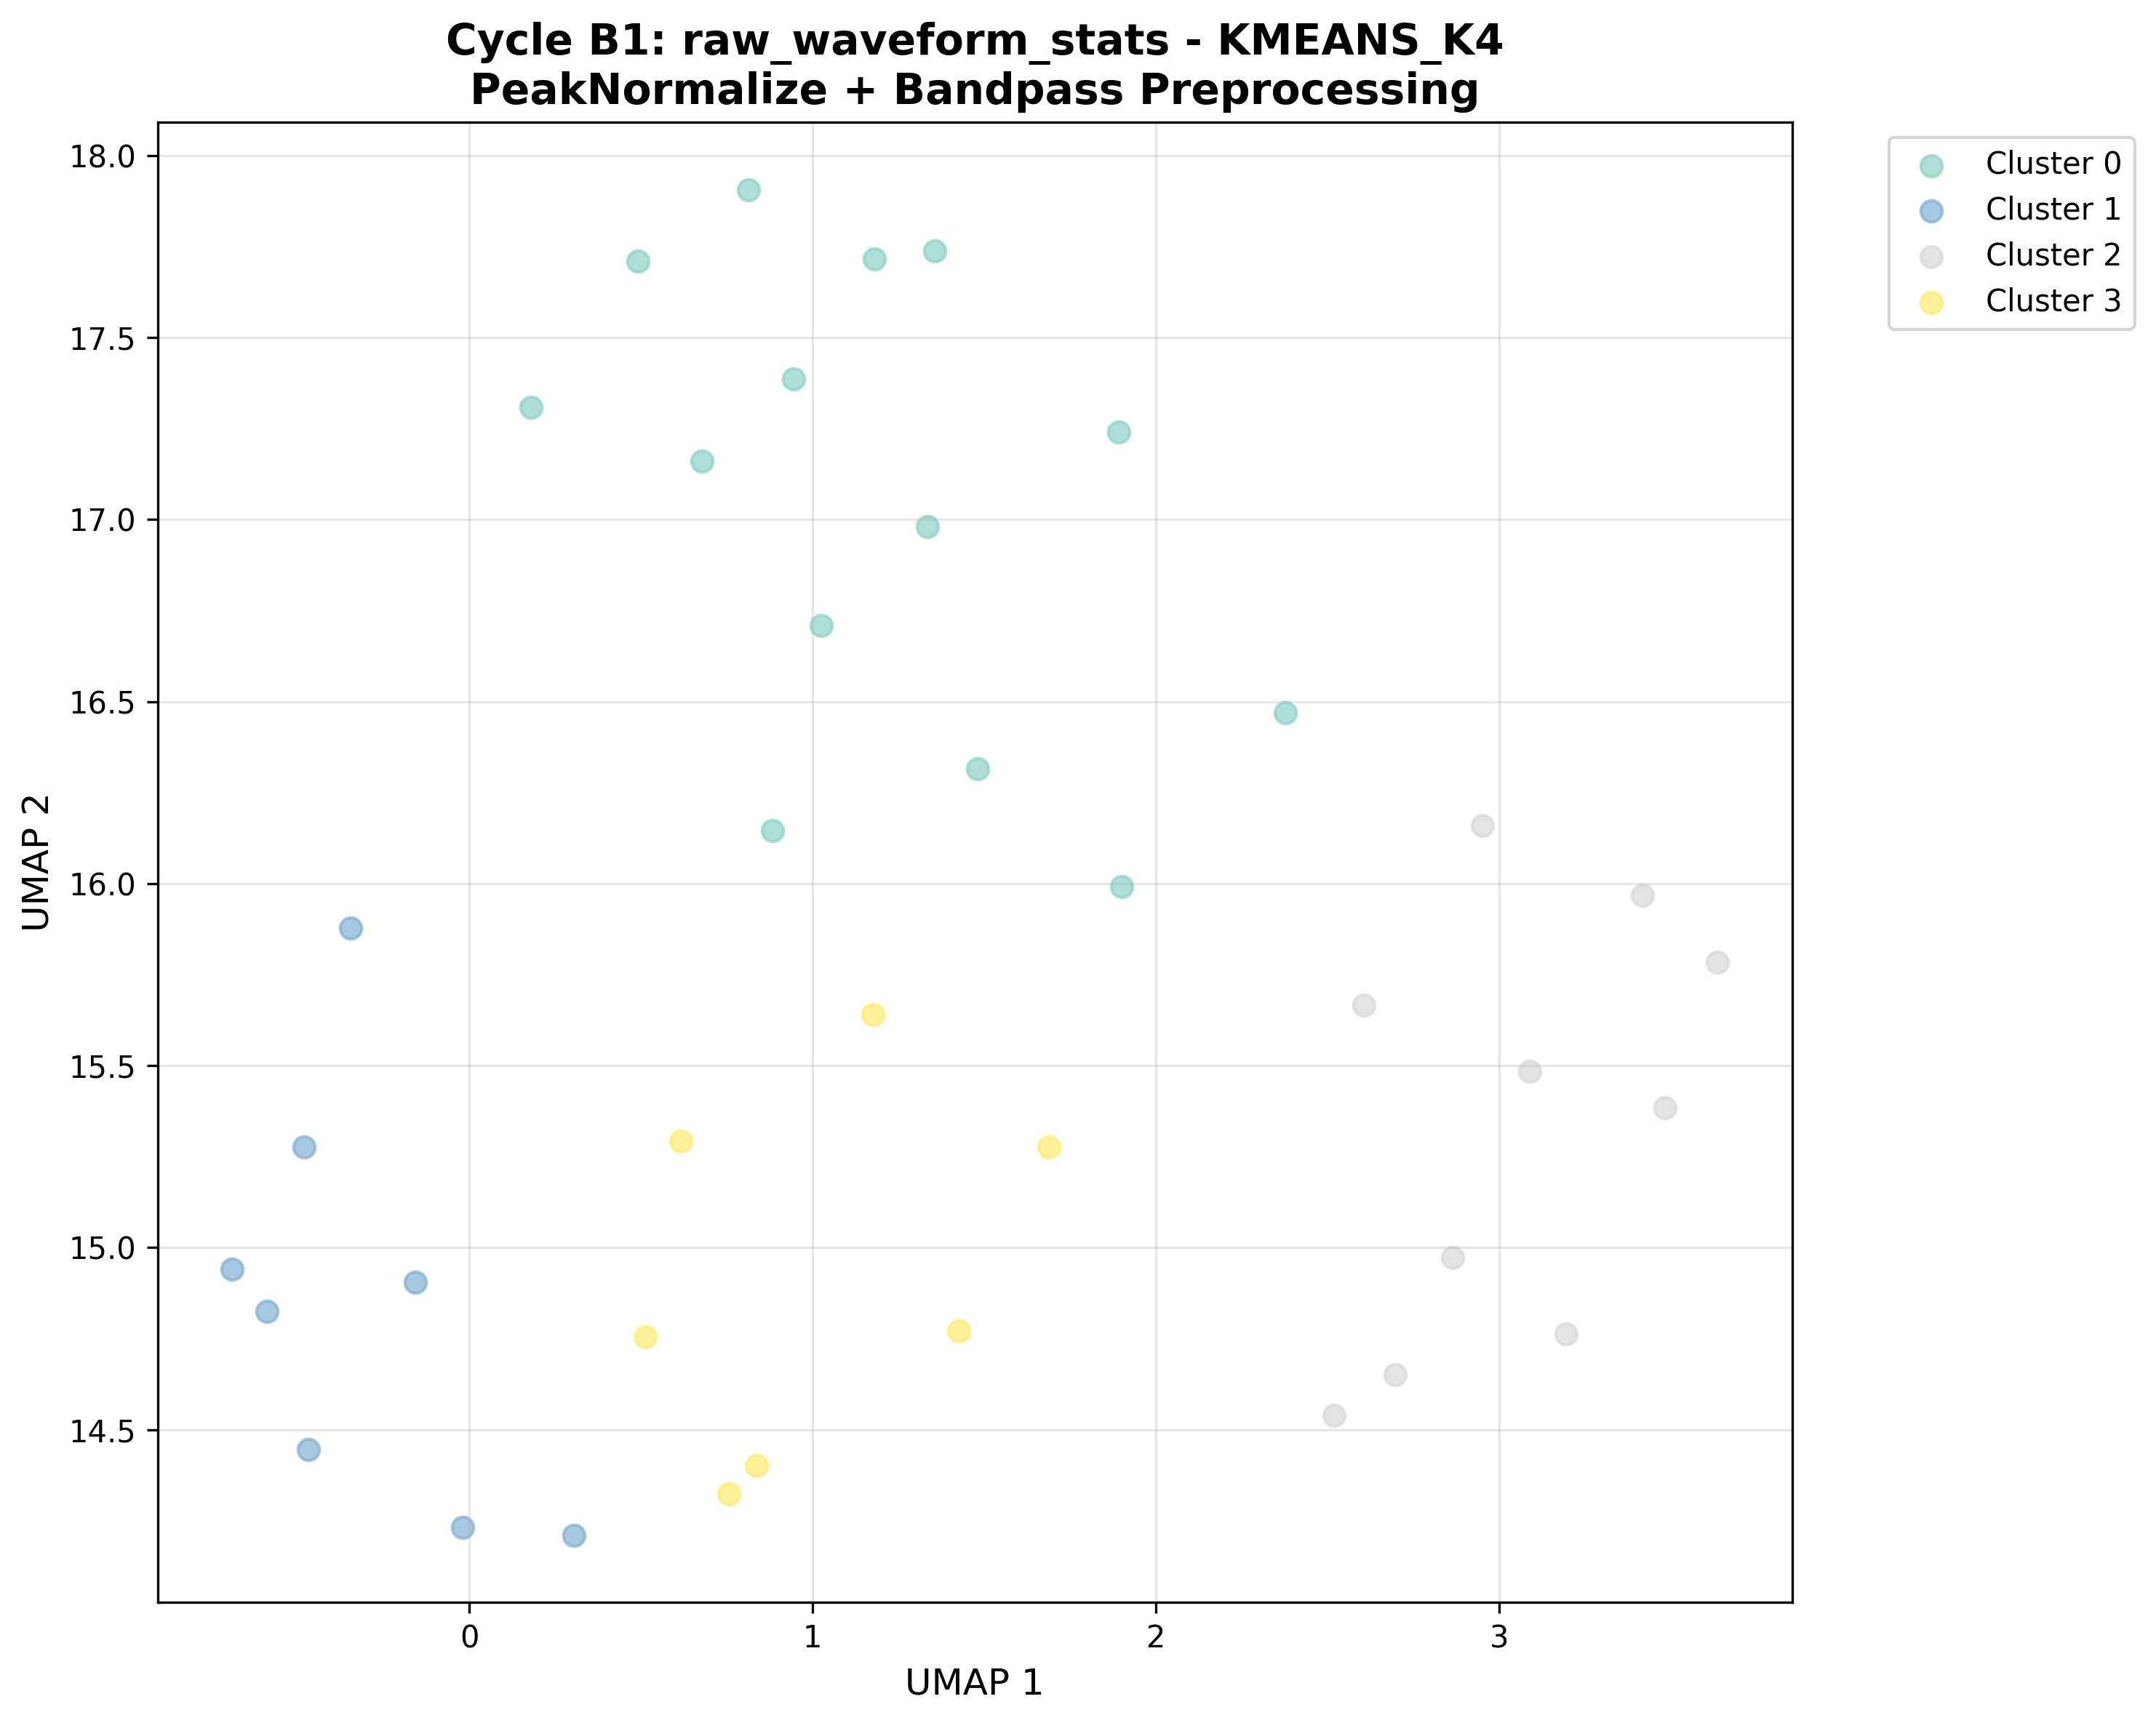 Cycle B1: raw_waveform_stats - KMEANS_K4
PeakNormalize + Bandpass Preprocessing
Cluster 0
Cluster 1
Cluster 2
Cluster 3
UMAP 2
18.0
17.5
17.0
16.5
16.0
15.5
15.0
14.5
0 1 2 3
UMAP 1